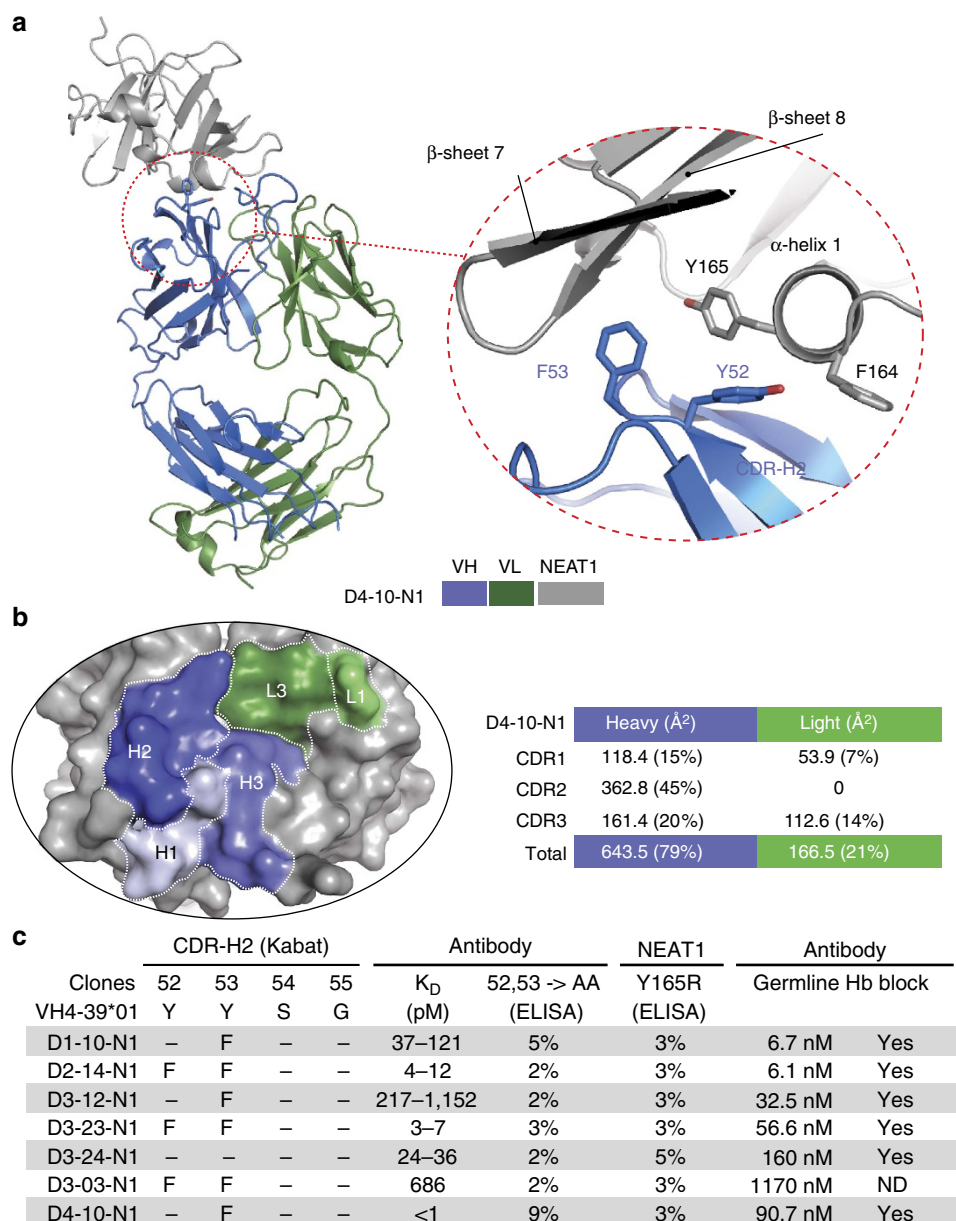 a
β-sheet 8
β-sheet 7
α-helix 1
Y165
F53
Y52
F164
CDR-H2
VH VL NEAT1
D4-10-N1
b
L3 L1
H2
H3
H1
D4-10-N1 Heavy (Å²) Light (Å²)
CDR1 118.4 (15%) 53.9 (7%)
CDR2 362.8 (45%) 0
CDR3 161.4 (20%) 112.6 (14%)
Total 643.5 (79%) 166.5 (21%)
c
CDR-H2 (Kabat) Antibody NEAT1 Antibody
Clones 52 53 54 55 K_D 52,53 -> AA Y165R Germline Hb block
VH4-39*01 Y Y S G (pM) (ELISA) (ELISA)
D1-10-N1 – F – – 37–121 5% 3% 6.7 nM Yes
D2-14-N1 F F – – 4–12 2% 3% 6.1 nM Yes
D3-12-N1 – F – – 217–1,152 2% 3% 32.5 nM Yes
D3-23-N1 F F – – 3–7 3% 3% 56.6 nM Yes
D3-24-N1 – – – – 24–36 2% 5% 160 nM Yes
D3-03-N1 F F – – 686 2% 3% 1170 nM ND
D4-10-N1 – F – – <1 9% 3% 90.7 nM Yes